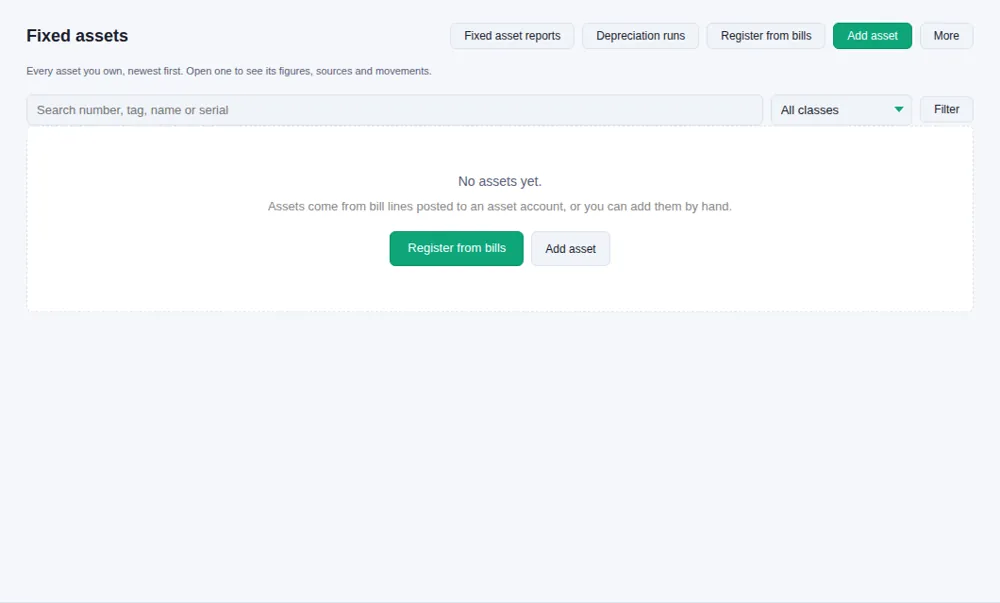 Fixed assets
Fixed asset reports
Depreciation runs
Register from bills
Add asset
More
Every asset you own, newest first. Open one to see its figures, sources and movements.
Search number, tag, name or serial
All classes
Filter
No assets yet.
Assets come from bill lines posted to an asset account, or you can add them by hand.
Register from bills
Add asset